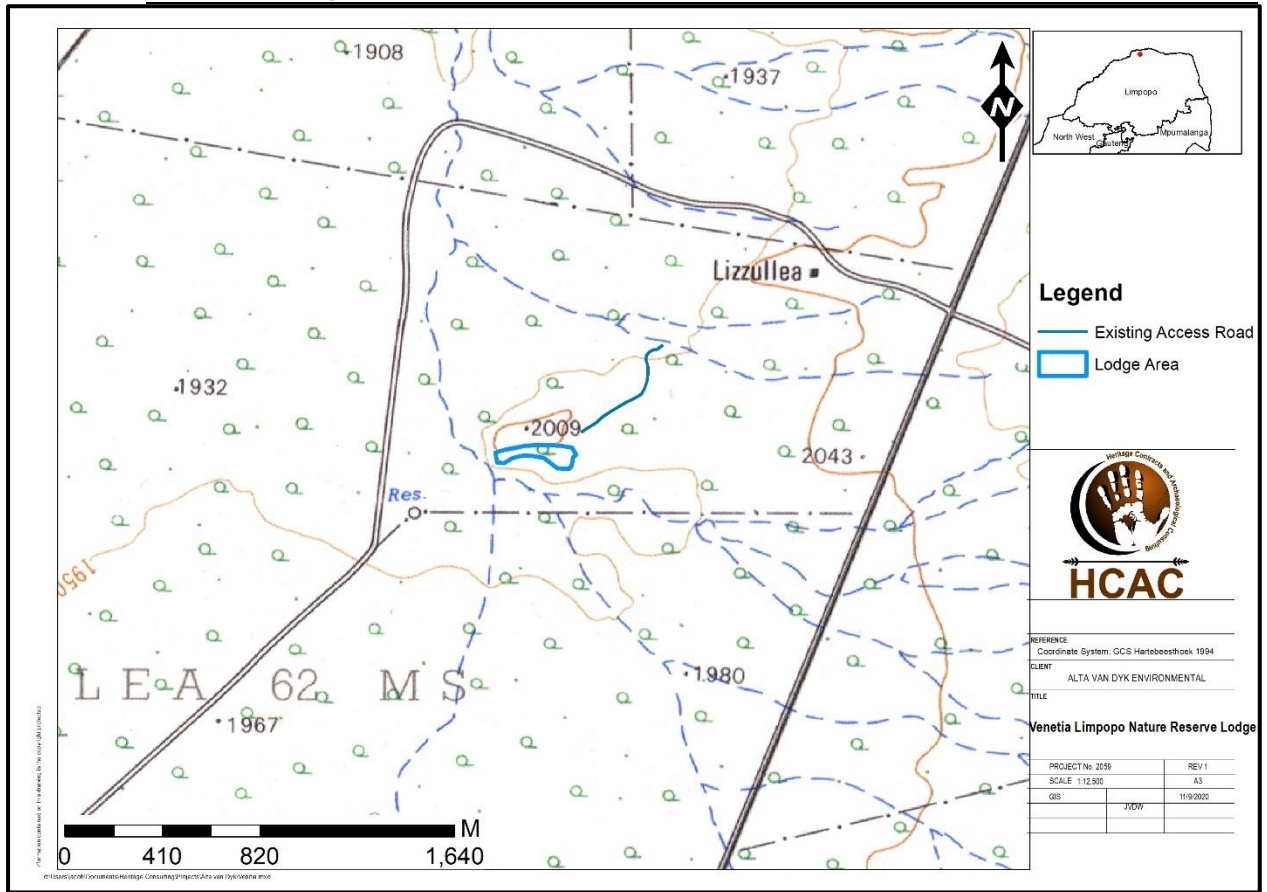 1908
1937
N
Limpopo
North West
Gauteng
Mpumalanga
Lizzullea
Legend
Existing Access Road
Lodge Area
1932
2009
2043
Res.
1950
Heritage Contracts and Archaeological Consulting
HCAC
LEA 62 MS
1980
1967
REFERENCE
Coordinate System: GCS Hartebeesthoek 1994
CLIENT
ALTA VAN DYK ENVIRONMENTAL
TITLE
Venetia Limpopo Nature Reserve Lodge
PROJECT No. 2059 REV 1
SCALE 1:12,500 A3
GIS JVDW 11/9/2020
M
0 410 820 1,640